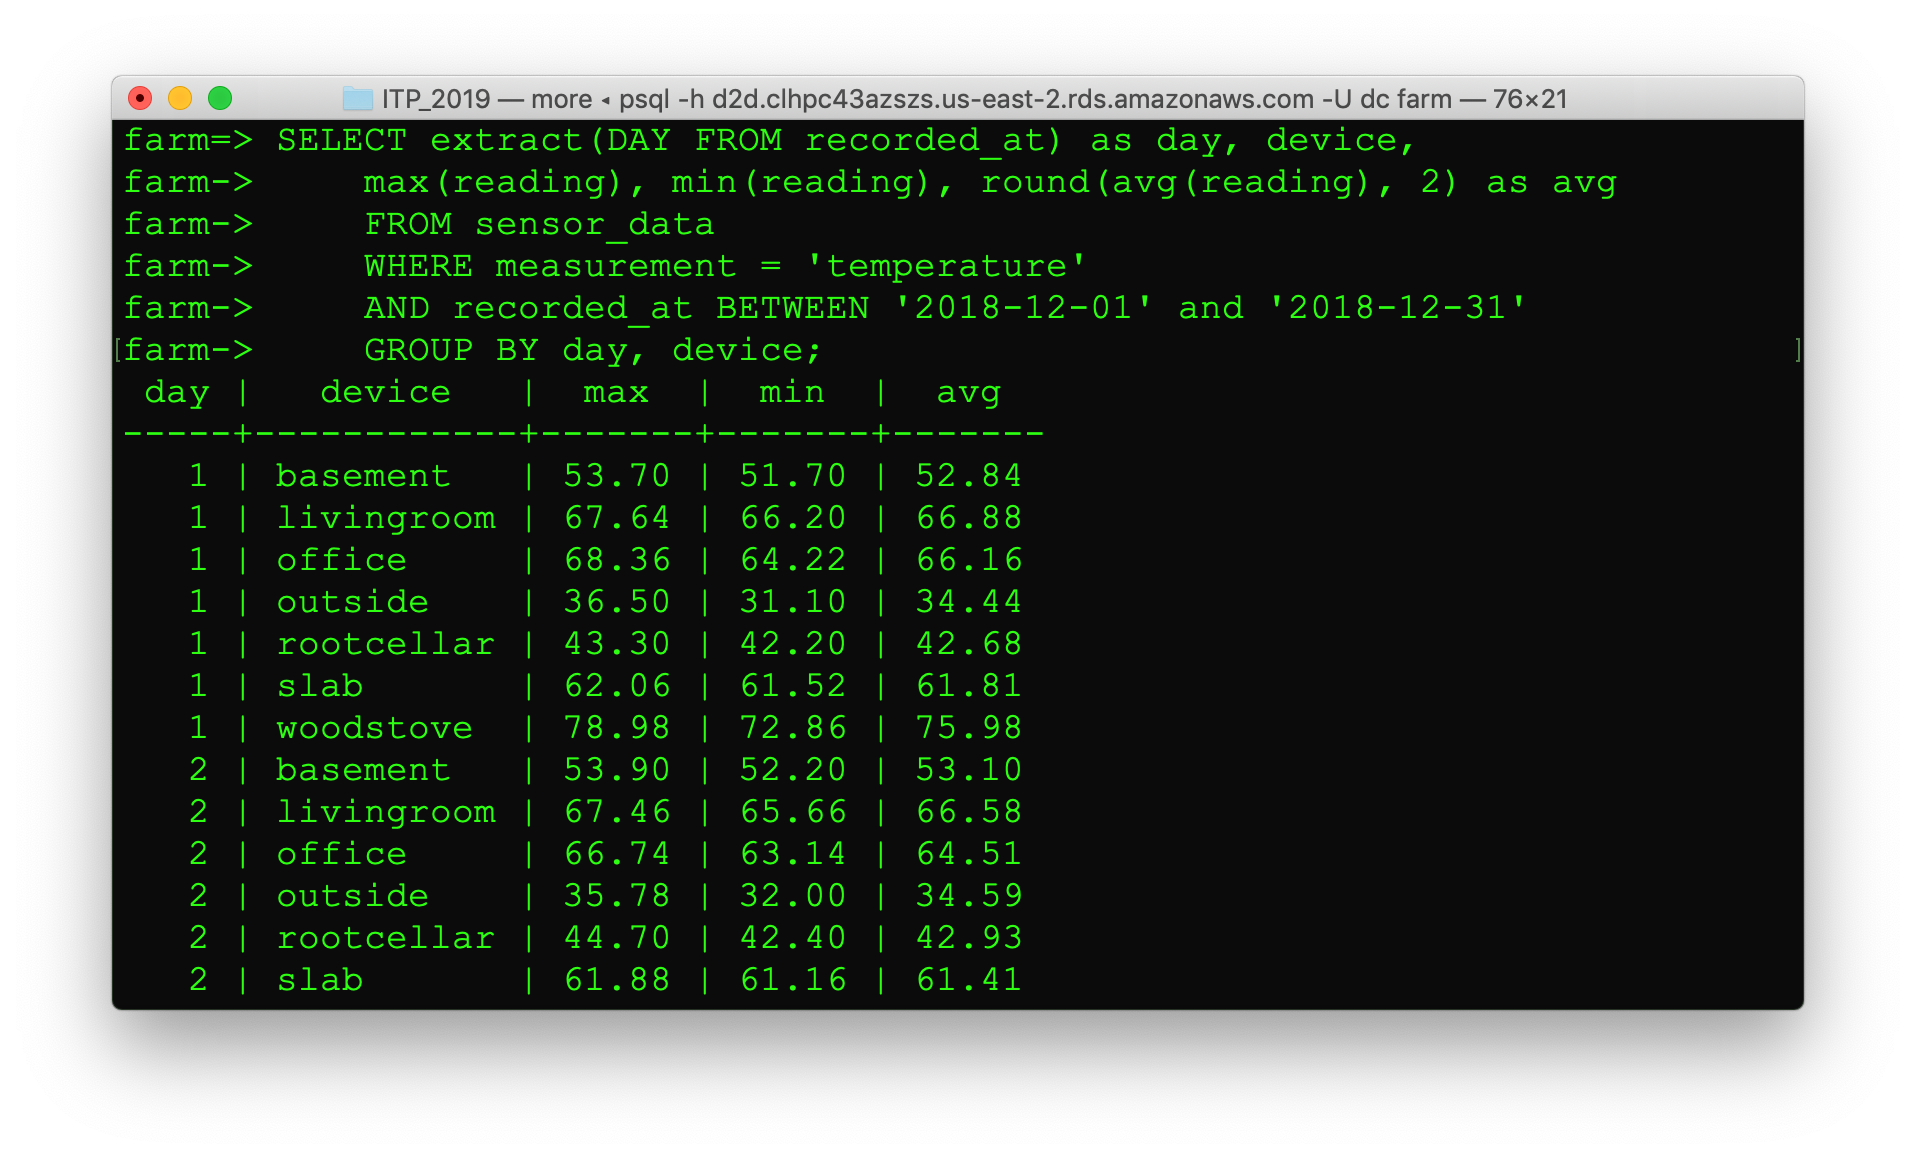 ITP_2019 — more ◂ psql -h d2d.clhpc43azszs.us-east-2.rds.amazonaws.com -U dc farm — 76×21
farm=> SELECT extract(DAY FROM recorded_at) as day, device,
farm->     max(reading), min(reading), round(avg(reading), 2) as avg
farm->     FROM sensor_data
farm->     WHERE measurement = 'temperature'
farm->     AND recorded_at BETWEEN '2018-12-01' and '2018-12-31'
[farm->     GROUP BY day, device; ]
 day |   device   |  max  |  min  |  avg
-----+------------+-------+-------+-------
   1 | basement   | 53.70 | 51.70 | 52.84
   1 | livingroom | 67.64 | 66.20 | 66.88
   1 | office     | 68.36 | 64.22 | 66.16
   1 | outside    | 36.50 | 31.10 | 34.44
   1 | rootcellar | 43.30 | 42.20 | 42.68
   1 | slab       | 62.06 | 61.52 | 61.81
   1 | woodstove  | 78.98 | 72.86 | 75.98
   2 | basement   | 53.90 | 52.20 | 53.10
   2 | livingroom | 67.46 | 65.66 | 66.58
   2 | office     | 66.74 | 63.14 | 64.51
   2 | outside    | 35.78 | 32.00 | 34.59
   2 | rootcellar | 44.70 | 42.40 | 42.93
   2 | slab       | 61.88 | 61.16 | 61.41